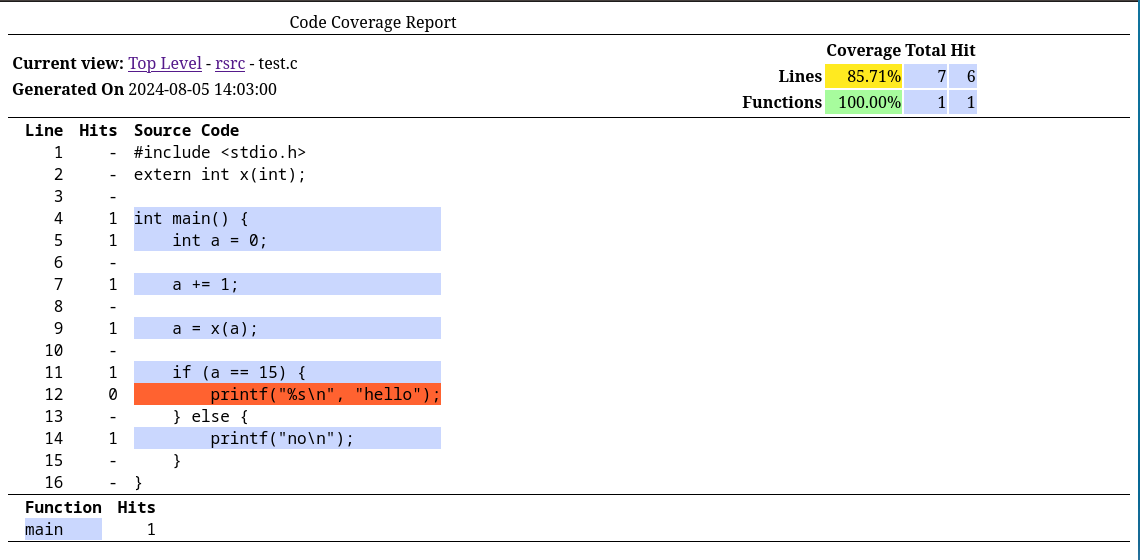 Code Coverage Report
Coverage Total Hit
Current view: Top Level - rsrc - test.c
Lines 85.71% 7 6
Generated On 2024-08-05 14:03:00
Functions 100.00% 1 1
Line Hits Source Code
1 - #include <stdio.h>
2 - extern int x(int);
3 -
4 1 int main() {
5 1     int a = 0;
6 -
7 1     a += 1;
8 -
9 1     a = x(a);
10 -
11 1     if (a == 15) {
12 0         printf("%s\n", "hello");
13 -     } else {
14 1         printf("no\n");
15 -     }
16 - }
Function Hits
main 1